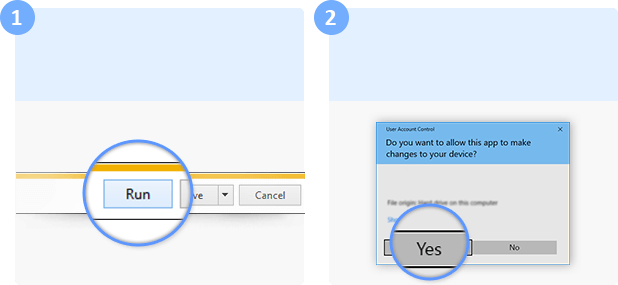 1
Run
ve
Cancel
2
User Account Control
Do you want to allow this app to make
changes to your device?
File origin: Hard drive on this computer
Sh
Yes
No